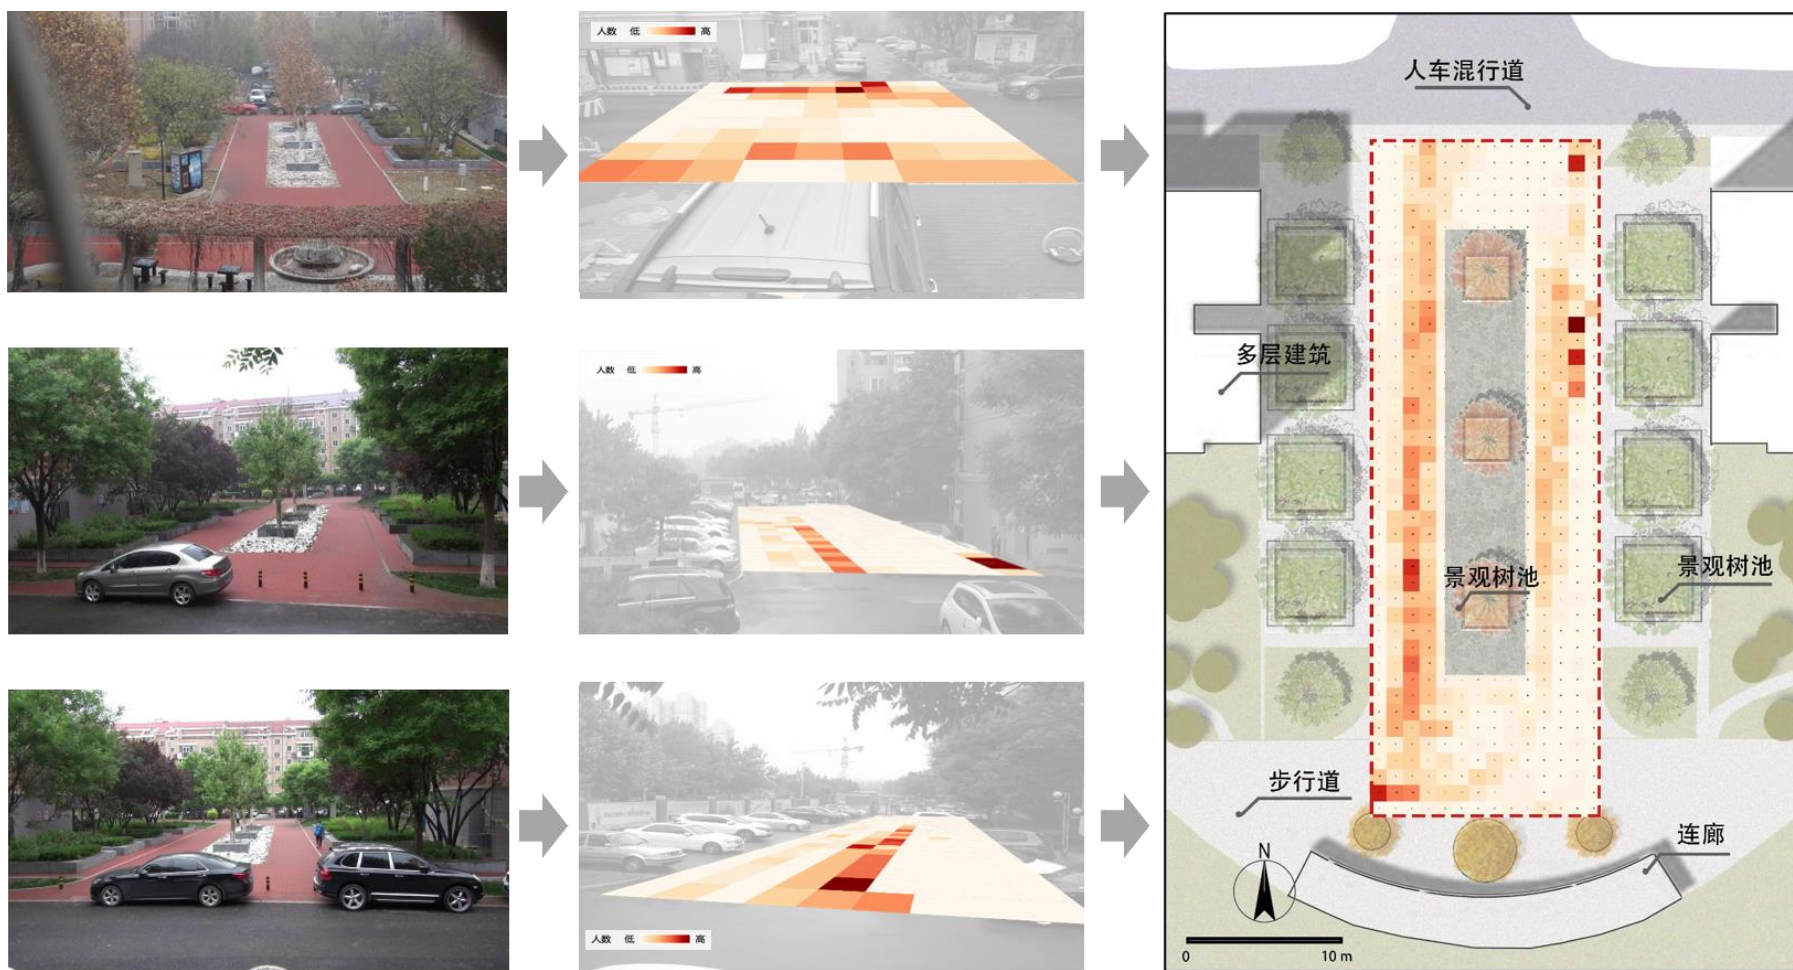 人数 低 高
人数 低 高
人数 低 高
人车混行道
多层建筑
景观树池
景观树池
步行道
连廊
N
0 10 m